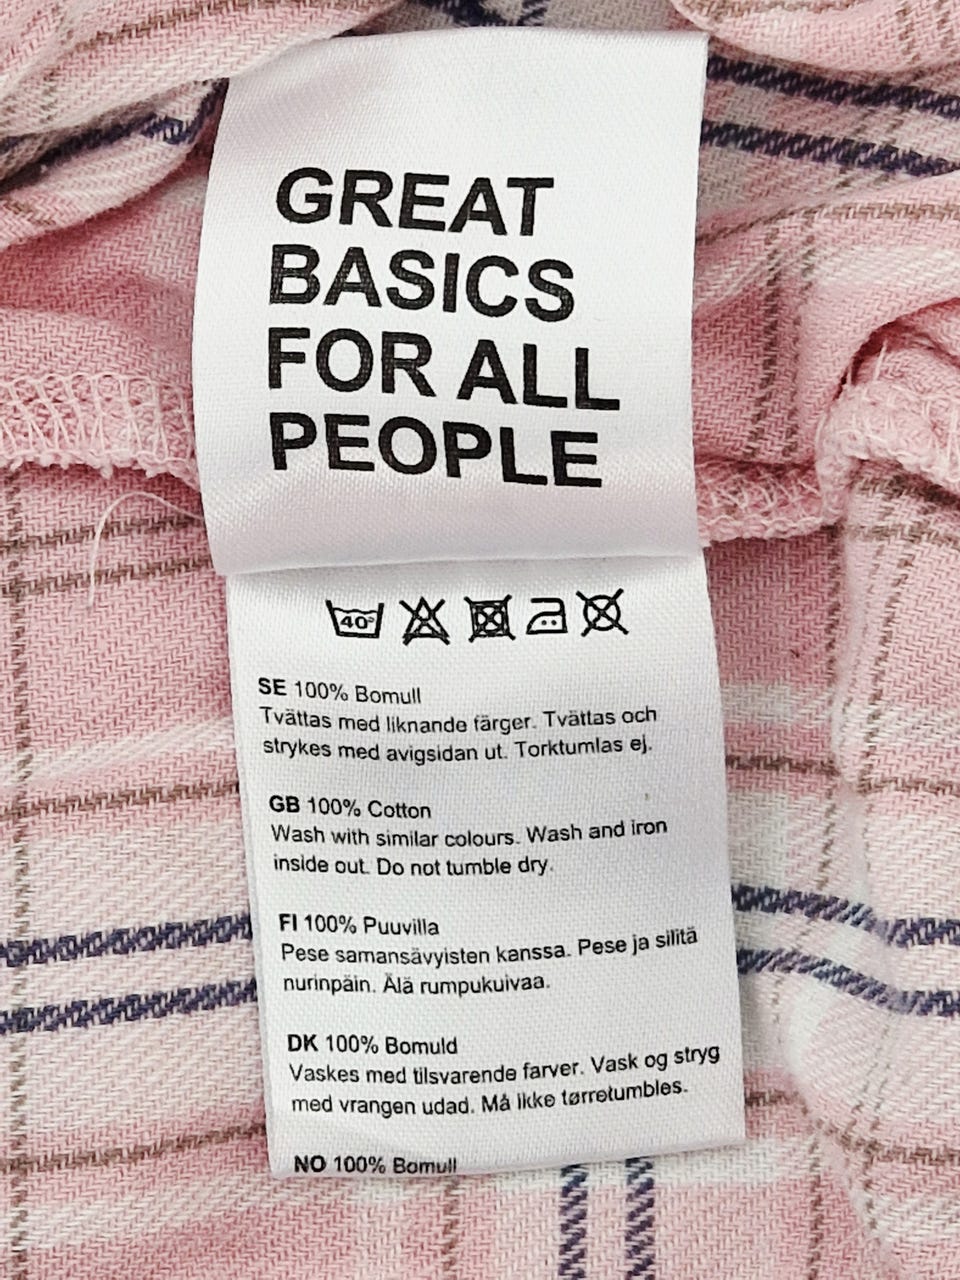 GREAT
BASICS
FOR ALL
PEOPLE
40°
SE 100% Bomull
Tvättas med liknande färger. Tvättas och
strykes med avigsidan ut. Torktumlas ej.
GB 100% Cotton
Wash with similar colours. Wash and iron
inside out. Do not tumble dry.
FI 100% Puuvilla
Pese samansävyisten kanssa. Pese ja silitä
nurinpäin. Älä rumpukuivaa.
DK 100% Bomuld
Vaskes med tilsvarende farver. Vask og stryg
med vrangen udad. Må ikke tørretumbles.
NO 100% Bomull